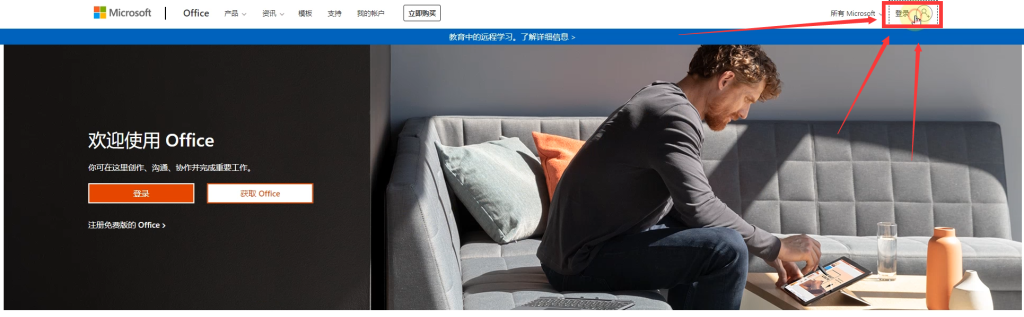 Microsoft
Office
产品
资讯
模板
支持
我的帐户
立即购买
所有 Microsoft
登录
教育中的远程学习。了解详细信息 >
欢迎使用 Office
你可在这里创作、沟通、协作并完成重要工作。
登录
获取 Office
注册免费版的 Office >